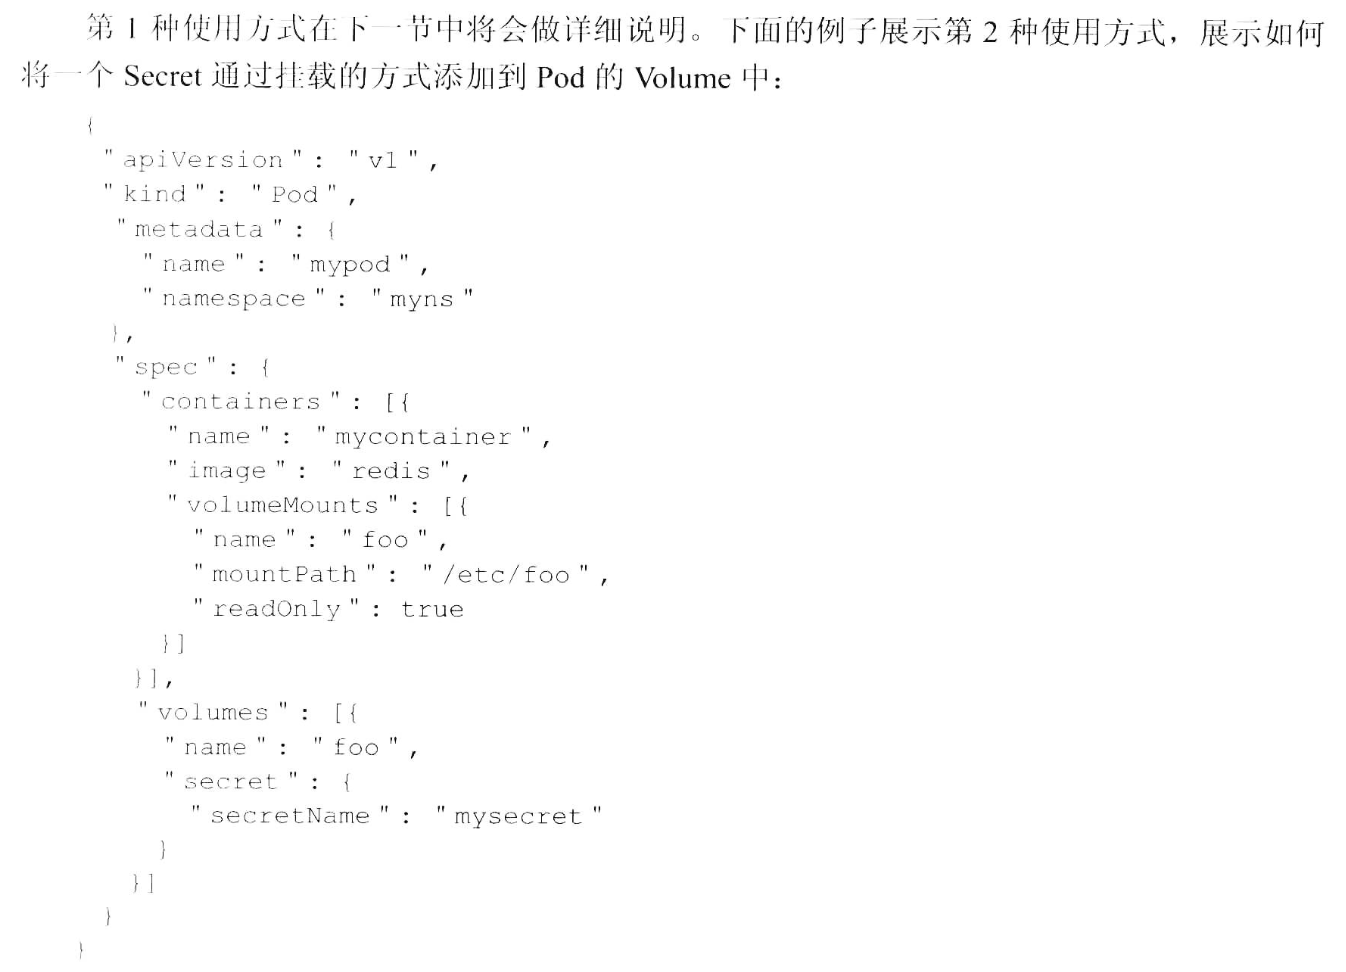 第 1 种使用方式在下一节中将会做详细说明。下面的例子展示第 2 种使用方式，展示如何
将一个 Secret 通过挂载的方式添加到 Pod 的 Volume 中：
{
"apiVersion": "v1",
"kind": "Pod",
"metadata": {
"name": "mypod",
"namespace": "myns"
},
"spec": {
"containers": [{
"name": "mycontainer",
"image": "redis",
"volumeMounts": [{
"name": "foo",
"mountPath": "/etc/foo",
"readOnly": true
}]
}],
"volumes": [{
"name": "foo",
"secret": {
"secretName": "mysecret"
}
}]
}
}